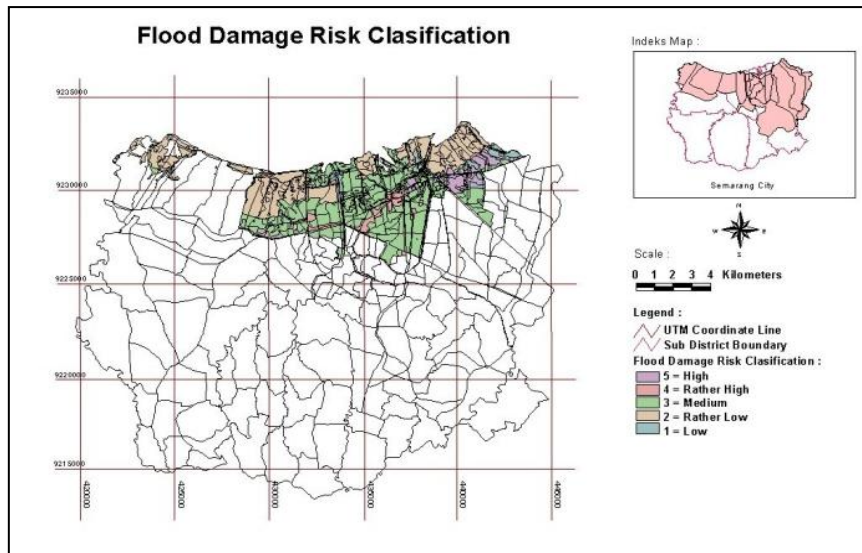 Flood Damage Risk Clasification
Indeks Map :
Semarang City
N
W
E
S
Scale :
0 1 2 3 4 Kilometers
Legend :
UTM Coordinate Line
Sub District Boundary
Flood Damage Risk Classification :
5 = High
4 = Rather High
3 = Medium
2 = Rather Low
1 = Low
9235000
9230000
9225000
9220000
9215000
420000
425000
430000
435000
440000
445000